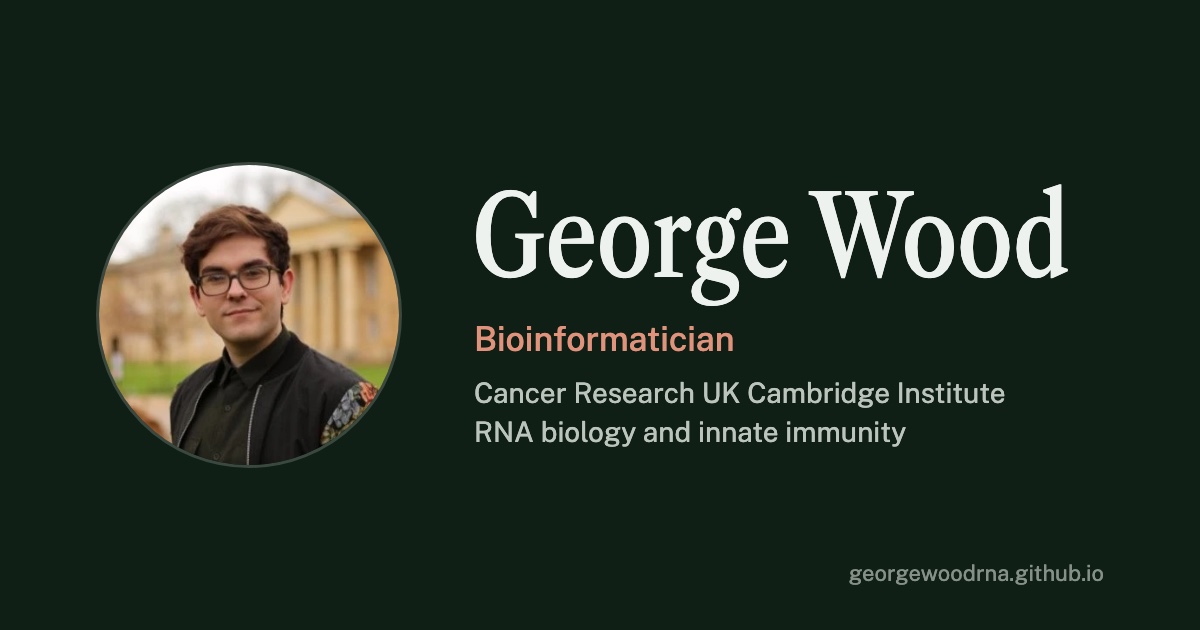 George Wood
Bioinformatician
Cancer Research UK Cambridge Institute
RNA biology and innate immunity
georgewoodrna.github.io